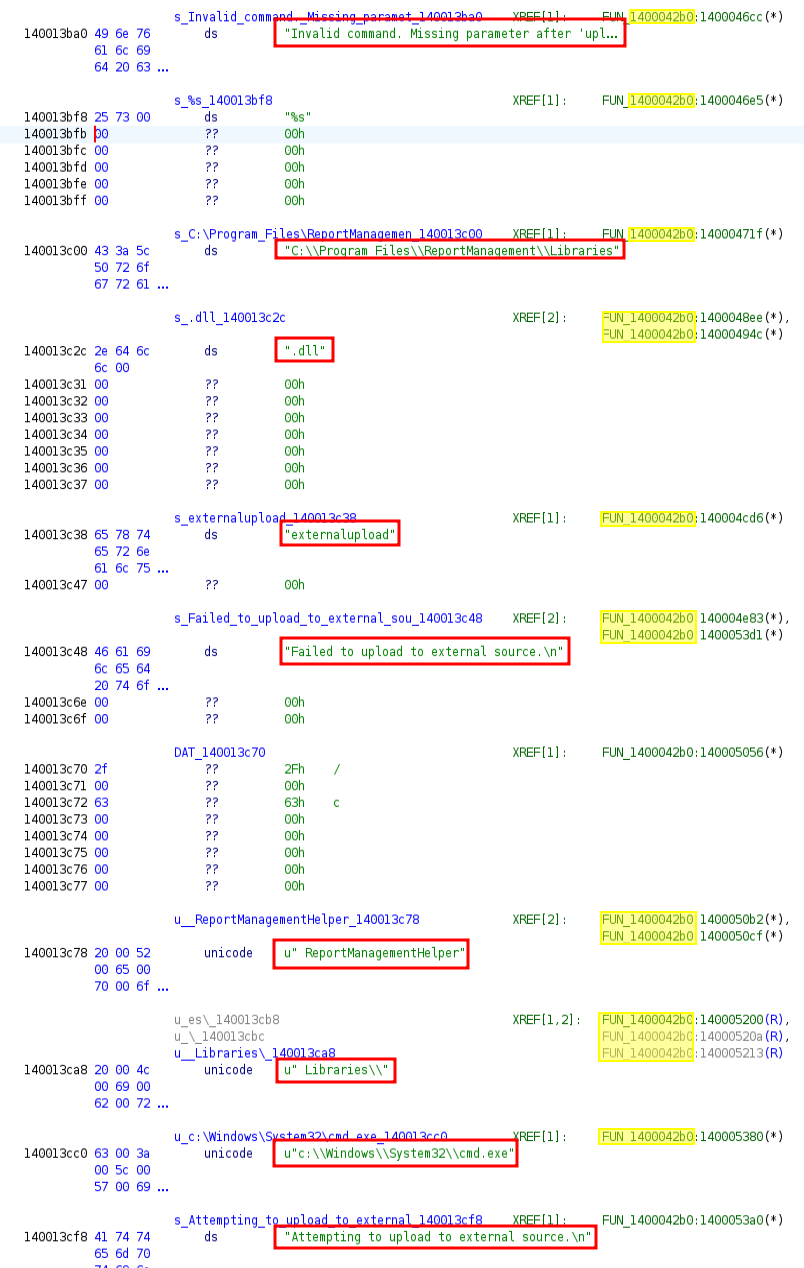 s_Invalid_command._Missing_paramet_140013ba0 XREF[1]: FUN_1400042b0:1400046cc(*)
140013ba0 49 6e 76 ds "Invalid command. Missing parameter after 'upl...
61 6c 69
64 20 63 ...
s_%s_140013bf8 XREF[1]: FUN_1400042b0:1400046e5(*)
140013bf8 25 73 00 ds "%s"
140013bfb 00 ?? 00h
140013bfc 00 ?? 00h
140013bfd 00 ?? 00h
140013bfe 00 ?? 00h
140013bff 00 ?? 00h
s_C:\Program_Files\ReportManagemen_140013c00 XREF[1]: FUN_1400042b0:14000471f(*)
140013c00 43 3a 5c ds "C:\\Program Files\\ReportManagement\\Libraries"
50 72 6f
67 72 61 ...
s_.dll_140013c2c XREF[2]: FUN_1400042b0:1400048ee(*),
FUN_1400042b0:14000494c(*)
140013c2c 2e 64 6c ds ".dll"
6c 00
140013c31 00 ?? 00h
140013c32 00 ?? 00h
140013c33 00 ?? 00h
140013c34 00 ?? 00h
140013c35 00 ?? 00h
140013c36 00 ?? 00h
140013c37 00 ?? 00h
s_externalupload_140013c38 XREF[1]: FUN_1400042b0:140004cd6(*)
140013c38 65 78 74 ds "externalupload"
65 72 6e
61 6c 75 ...
140013c47 00 ?? 00h
s_Failed_to_upload_to_external_sou_140013c48 XREF[2]: FUN_1400042b0:140004e83(*),
FUN_1400042b0:1400053d1(*)
140013c48 46 61 69 ds "Failed to upload to external source.\n"
6c 65 64
20 74 6f ...
140013c6e 00 ?? 00h
140013c6f 00 ?? 00h
DAT_140013c70 XREF[1]: FUN_1400042b0:140005056(*)
140013c70 2f ?? 2Fh /
140013c71 00 ?? 00h
140013c72 63 ?? 63h c
140013c73 00 ?? 00h
140013c74 00 ?? 00h
140013c75 00 ?? 00h
140013c76 00 ?? 00h
140013c77 00 ?? 00h
u__ReportManagementHelper_140013c78 XREF[2]: FUN_1400042b0:1400050b2(*),
FUN_1400042b0:1400050cf(*)
140013c78 20 00 52 unicode u" ReportManagementHelper"
00 65 00
70 00 6f ...
u_es\_140013cb8 XREF[1,2]: FUN_1400042b0:140005200(R),
u_\_140013cbc FUN_1400042b0:14000520a(R),
u__Libraries\_140013ca8 FUN_1400042b0:140005213(R)
140013ca8 20 00 4c unicode u" Libraries\\"
00 69 00
62 00 72 ...
u_c:\Windows\System32\cmd.exe_140013cc0 XREF[1]: FUN_1400042b0:140005380(*)
140013cc0 63 00 3a unicode u"c:\\Windows\\System32\\cmd.exe"
00 5c 00
57 00 69 ...
s_Attempting_to_upload_to_external_140013cf8 XREF[1]: FUN_1400042b0:1400053a0(*)
140013cf8 41 74 74 ds "Attempting to upload to external source.\n"
65 6d 70